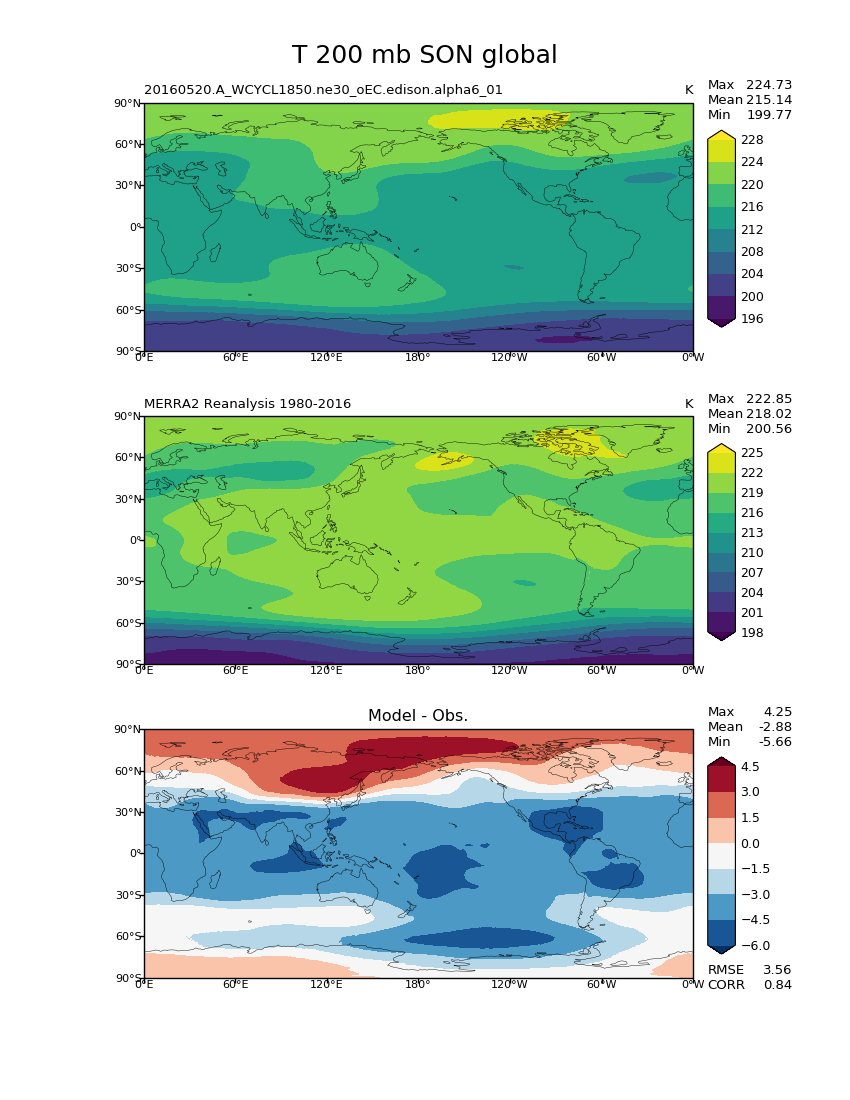 T 200 mb SON global
20160520.A_WCYCL1850.ne30_oEC.edison.alpha6_01 K
Max 224.73
Mean 215.14
Min 199.77
90°N
60°N
30°N
0°
30°S
60°S
90°S
0°E 60°E 120°E 180° 120°W 60°W 0°W
228
224
220
216
212
208
204
200
196
MERRA2 Reanalysis 1980-2016 K
Max 222.85
Mean 218.02
Min 200.56
90°N
60°N
30°N
0°
30°S
60°S
90°S
0°E 60°E 120°E 180° 120°W 60°W 0°W
225
222
219
216
213
210
207
204
201
198
Model - Obs.
Max 4.25
Mean -2.88
Min -5.66
90°N
60°N
30°N
0°
30°S
60°S
90°S
0°E 60°E 120°E 180° 120°W 60°W 0°W
4.5
3.0
1.5
0.0
−1.5
−3.0
−4.5
−6.0
RMSE 3.56
CORR 0.84